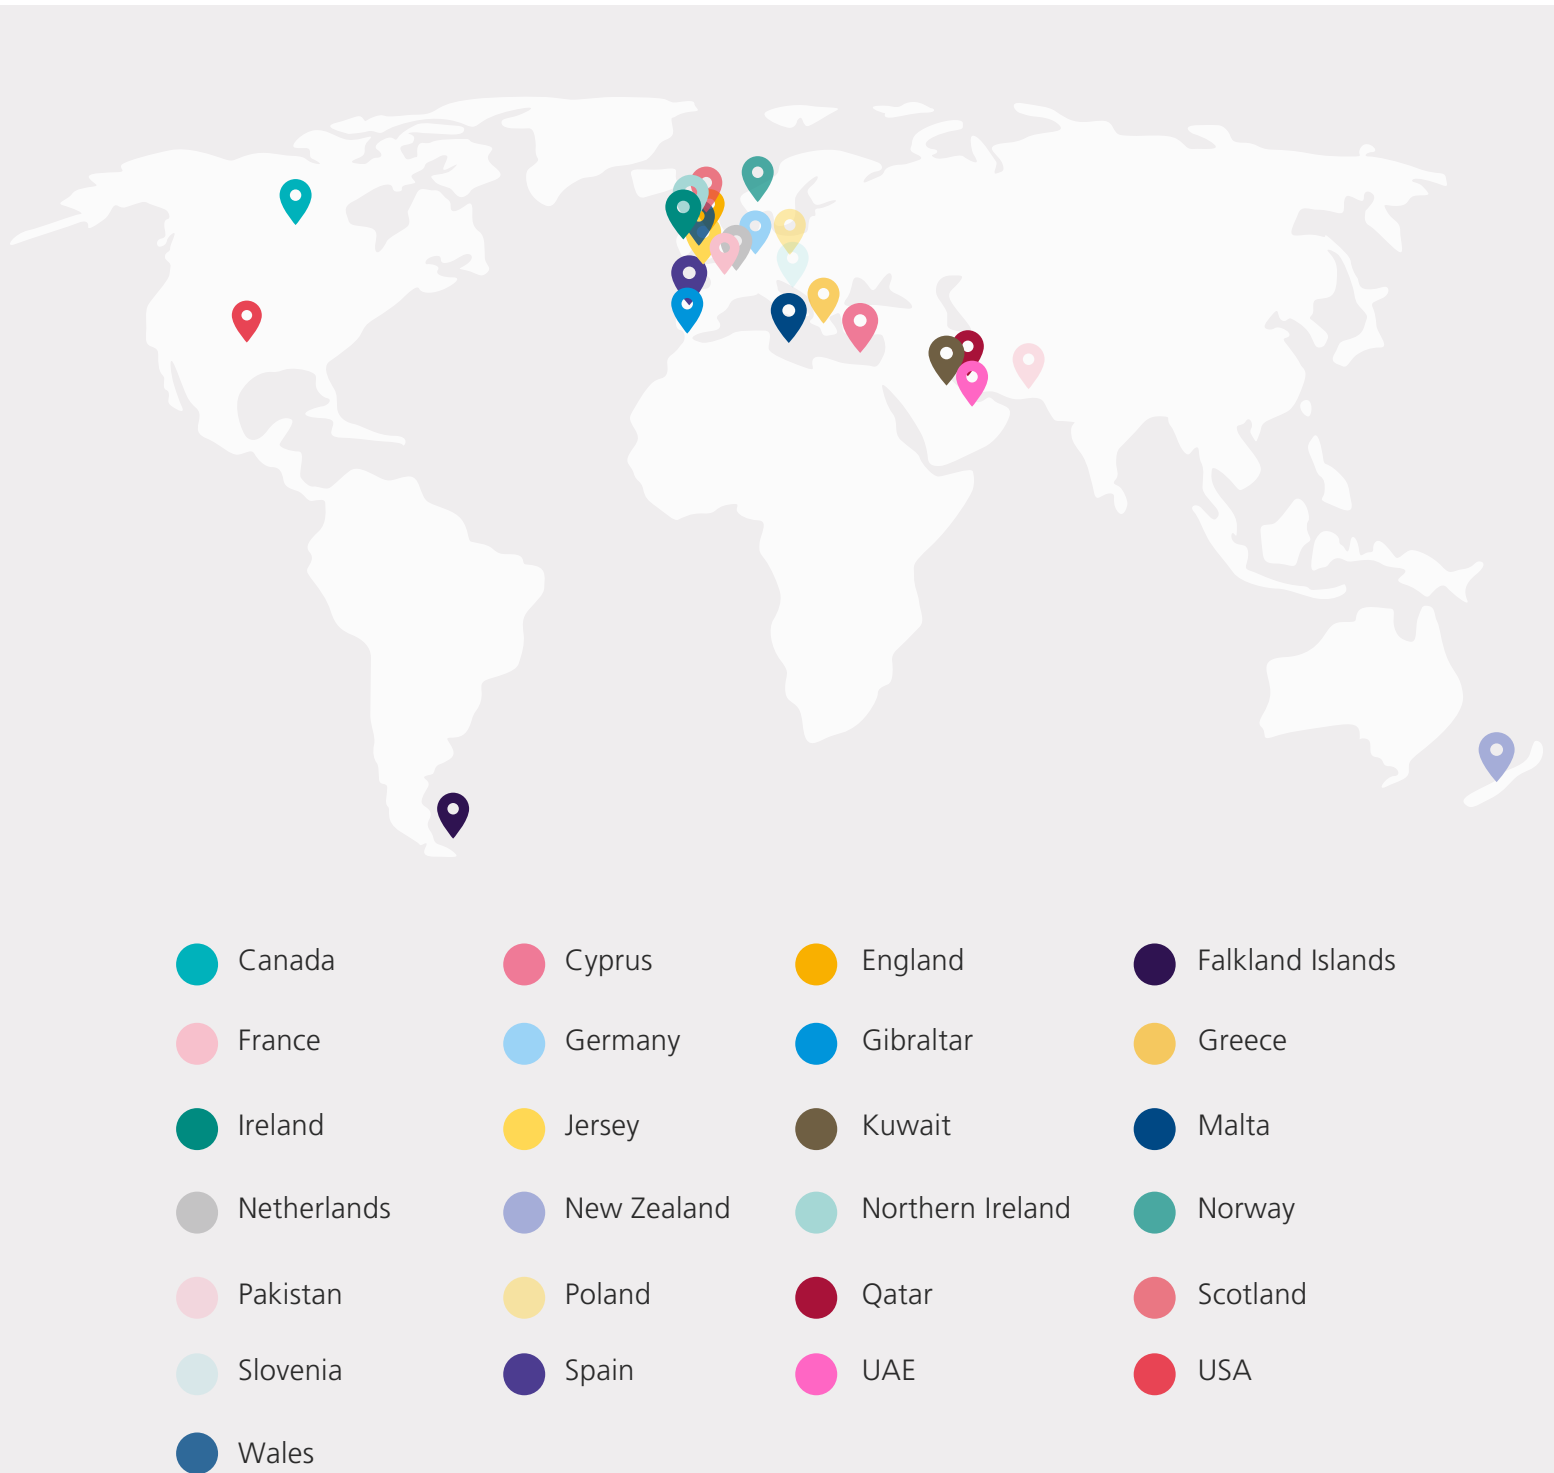 Canada
Cyprus
England
Falkland Islands
France
Germany
Gibraltar
Greece
Ireland
Jersey
Kuwait
Malta
Netherlands
New Zealand
Northern Ireland
Norway
Pakistan
Poland
Qatar
Scotland
Slovenia
Spain
UAE
USA
Wales